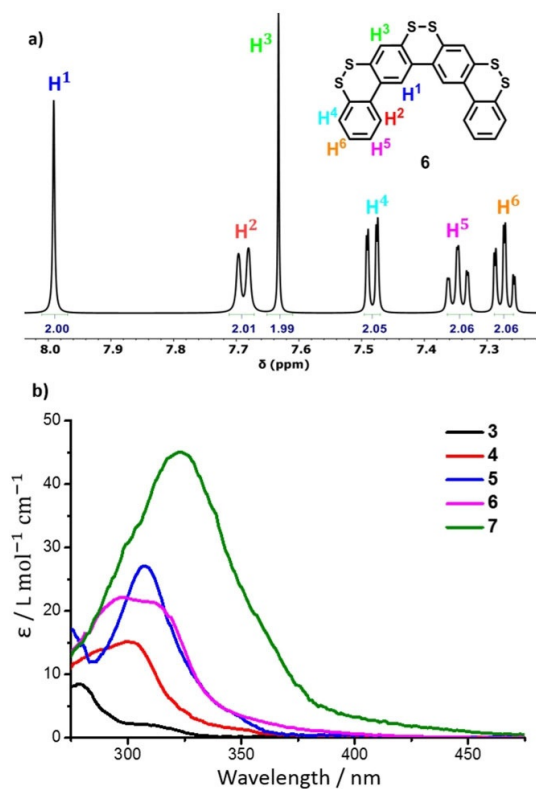 a)
H¹
H²
H³
H⁴
H⁵
H⁶
H³
S-S
S
S
S
S
H¹
H⁴
H²
H⁶
H⁵
6
2.00
2.01
1.99
2.05
2.06
2.06
8.0
7.9
7.8
7.7
7.6
7.5
7.4
7.3
δ (ppm)
b)
50
40
30
20
10
0
ε / L mol⁻¹ cm⁻¹
3
4
5
6
7
300
350
400
450
Wavelength / nm